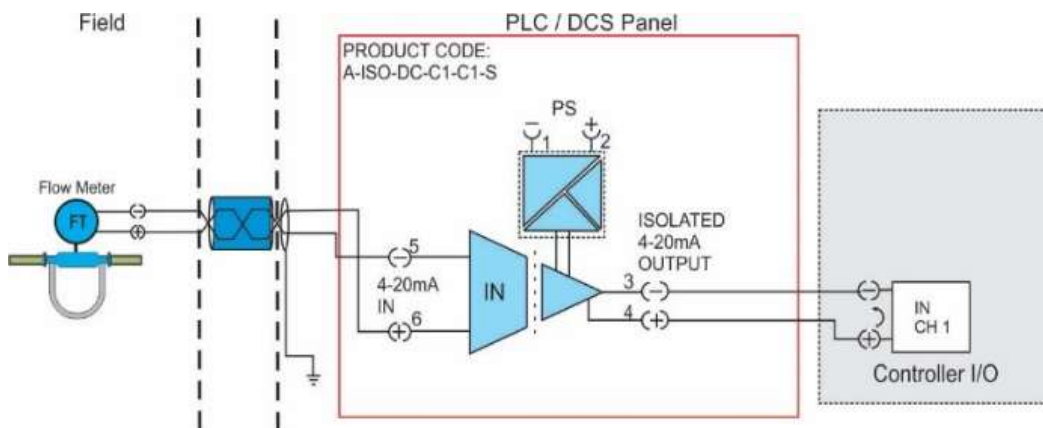 Field
PLC / DCS Panel
PRODUCT CODE:
A-ISO-DC-C1-C1-S
PS
− +
1 2
Flow Meter
FT
−
+
5
−
4-20mA
IN
6
+
IN
ISOLATED
4-20mA
OUTPUT
3 −
4 +
−
+
IN
CH 1
Controller I/O